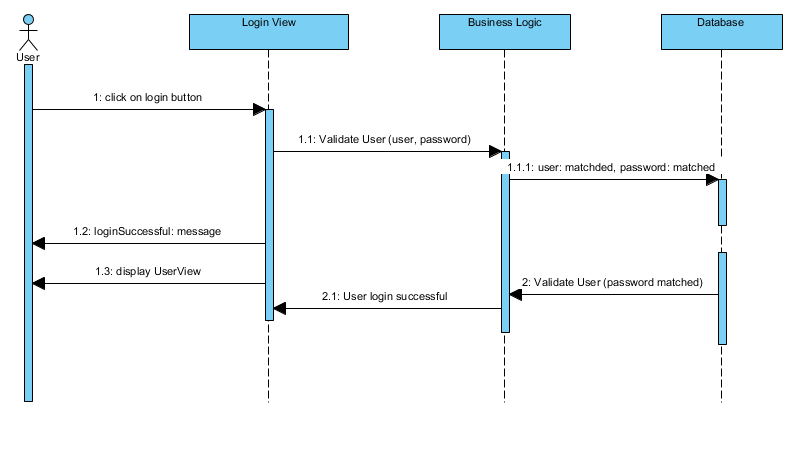 Login View
Business Logic
Database
User
1: click on login button
1.1: Validate User (user, password)
1.1.1: user: matchded, password: matched
1.2: loginSuccessful: message
1.3: display UserView
2: Validate User (password matched)
2.1: User login successful